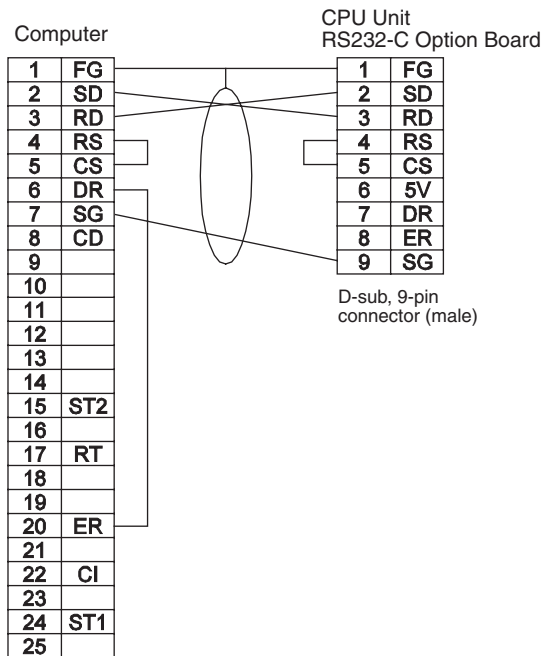 Computer
CPU Unit
RS232-C Option Board
1 FG
2 SD
3 RD
4 RS
5 CS
6 DR
7 SG
8 CD
9
10
11
12
13
14
15 ST2
16
17 RT
18
19
20 ER
21
22 CI
23
24 ST1
25
1 FG
2 SD
3 RD
4 RS
5 CS
6 5V
7 DR
8 ER
9 SG
D-sub, 9-pin
connector (male)